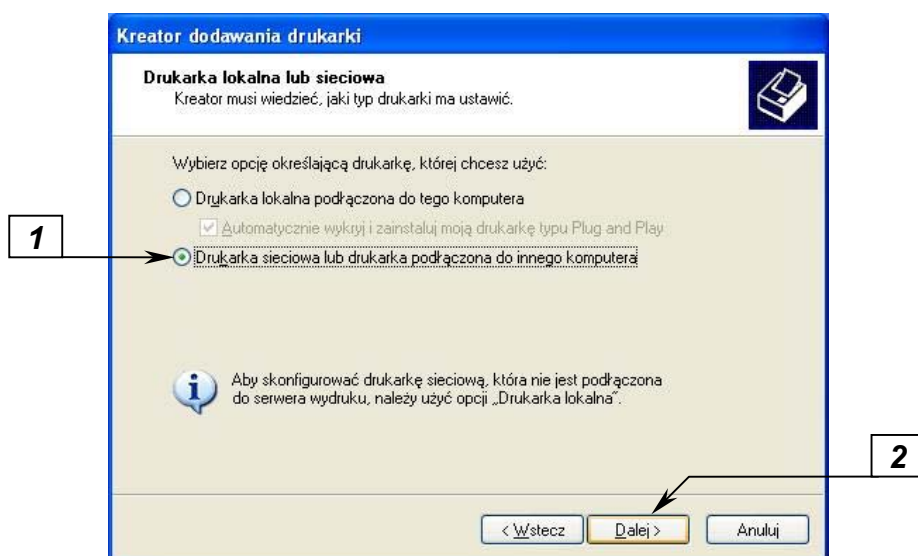 Kreator dodawania drukarki
Drukarka lokalna lub sieciowa
Kreator musi wiedzieć, jaki typ drukarki ma ustawić.
Wybierz opcję określającą drukarkę, której chcesz użyć:
Drukarka lokalna podłączona do tego komputera
Automatycznie wykryj i zainstaluj moją drukarkę typu Plug and Play
1
Drukarka sieciowa lub drukarka podłączona do innego komputera
Aby skonfigurować drukarkę sieciową, która nie jest podłączona
do serwera wydruku, należy użyć opcji „Drukarka lokalna”.
2
< Wstecz Dalej > Anuluj